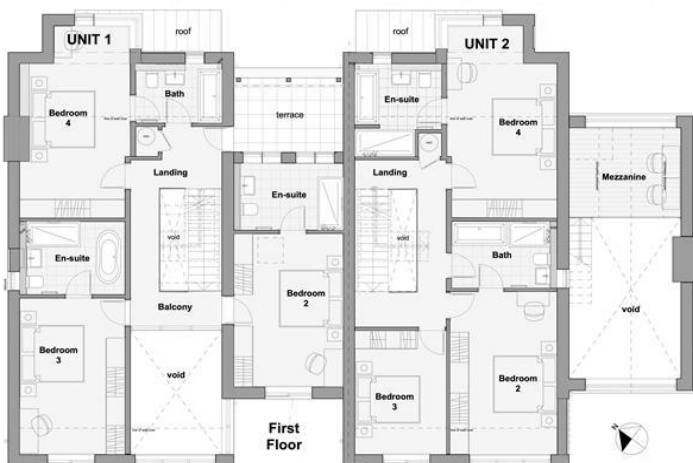 roof
UNIT 1
Bath
Bedroom
4
terrace
Landing
En-suite
void
En-suite
Balcony
Bedroom
2
Bedroom
3
void
First
Floor
roof
UNIT 2
En-suite
Bedroom
4
Landing
Mezzanine
void
Bath
void
Bedroom
3
Bedroom
2
N